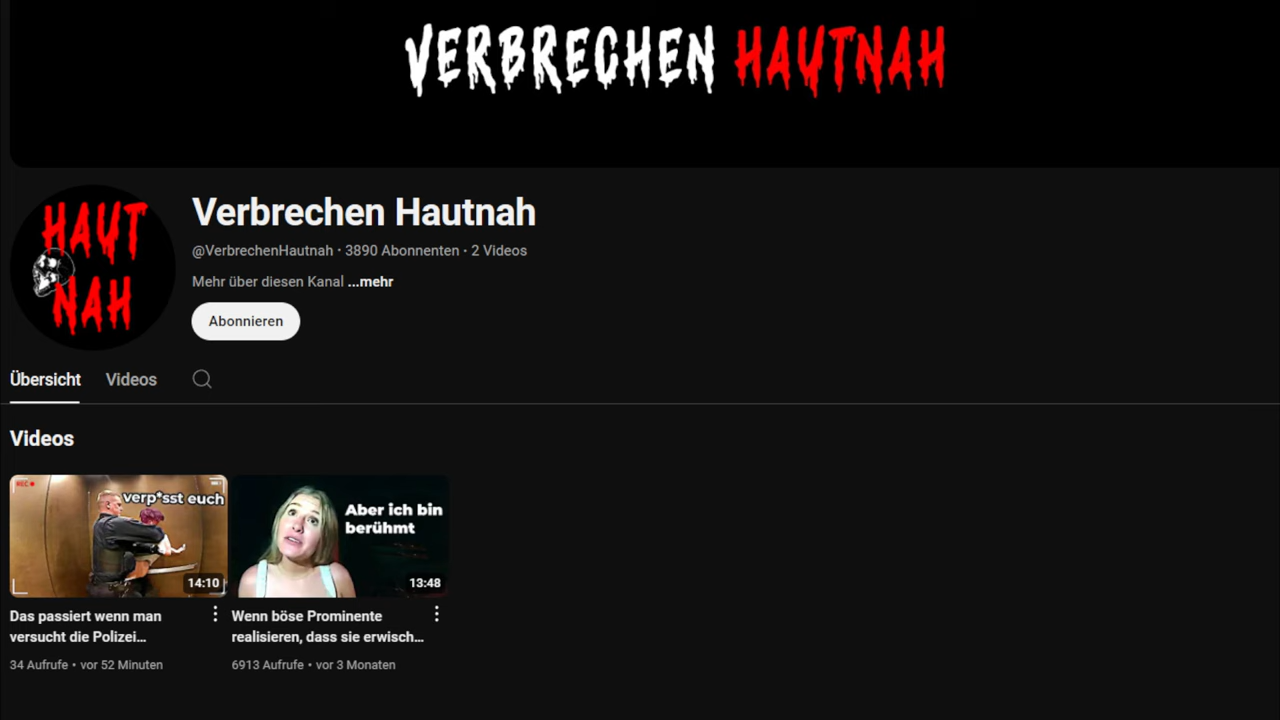 VERBRECHEN HAUTNAH
HAUT
NAH
Verbrechen Hautnah
@VerbrechenHautnah · 3890 Abonnenten · 2 Videos
Mehr über diesen Kanal ...mehr
Abonnieren
Übersicht Videos
Videos
REC
verp*sst euch
14:10
Aber ich bin
berühmt
13:48
Das passiert wenn man
versucht die Polizei...
34 Aufrufe • vor 52 Minuten
Wenn böse Prominente
realisieren, dass sie erwisch...
6913 Aufrufe • vor 3 Monaten